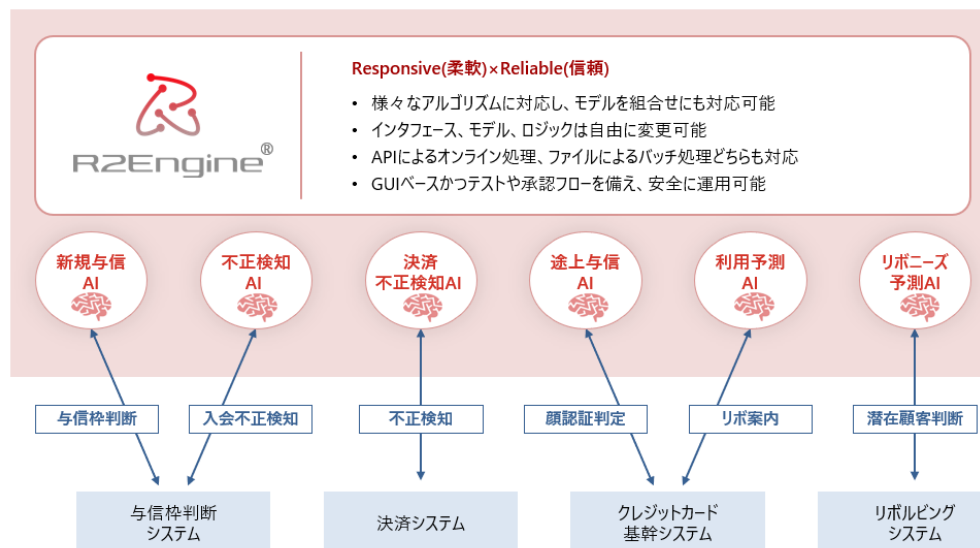 Responsive(柔軟)×Reliable(信頼)
• 様々なアルゴリズムに対応し、モデルを組合せにも対応可能
• インタフェース、モデル、ロジックは自由に変更可能
• APIによるオンライン処理、ファイルによるバッチ処理どちらも対応
• GUIベースかつテストや承認フローを備え、安全に運用可能
R2Engine®
新規与信
AI
不正検知
AI
決済
不正検知AI
途上与信
AI
利用予測
AI
リボニーズ
予測AI
与信枠判断
入会不正検知
不正検知
顔認証判定
リボ案内
潜在顧客判断
与信枠判断
システム
決済システム
クレジットカード
基幹システム
リボルビング
システム